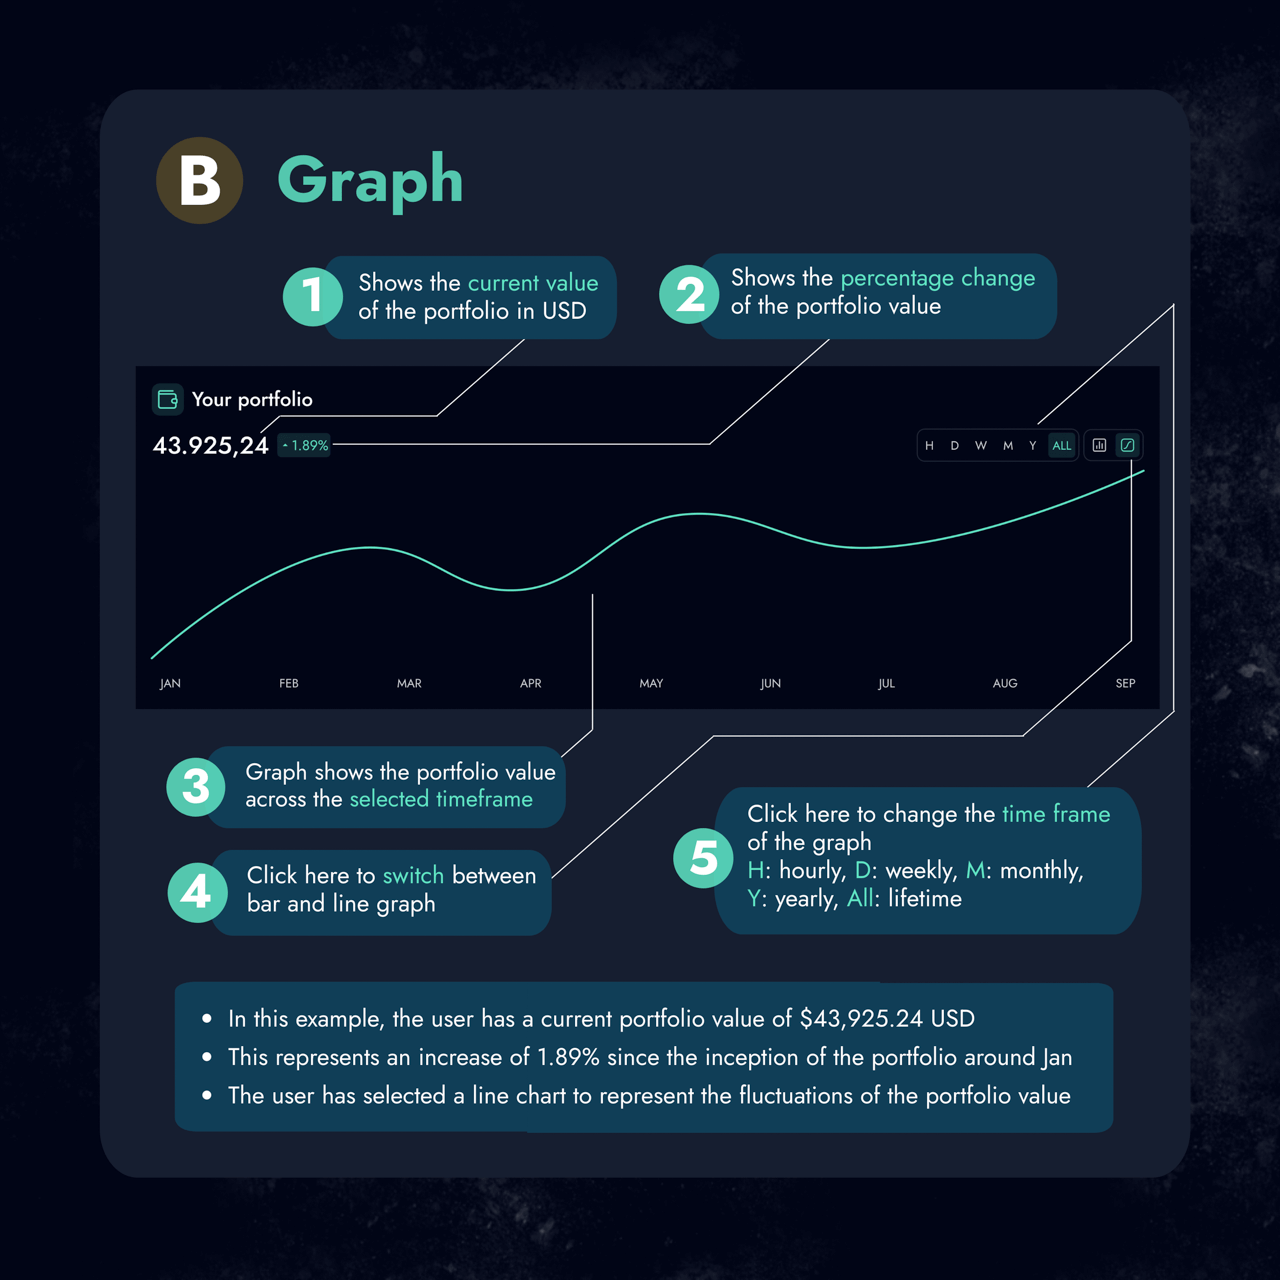 B Graph
1 Shows the current value
of the portfolio in USD
2 Shows the percentage change
of the portfolio value
Your portfolio
43.925,24 1.89%
H D W M Y ALL
JAN FEB MAR APR MAY JUN JUL AUG SEP
3 Graph shows the portfolio value
across the selected timeframe
4 Click here to switch between
bar and line graph
5 Click here to change the time frame
of the graph
H: hourly, D: weekly, M: monthly,
Y: yearly, All: lifetime
• In this example, the user has a current portfolio value of $43,925.24 USD
• This represents an increase of 1.89% since the inception of the portfolio around Jan
• The user has selected a line chart to represent the fluctuations of the portfolio value